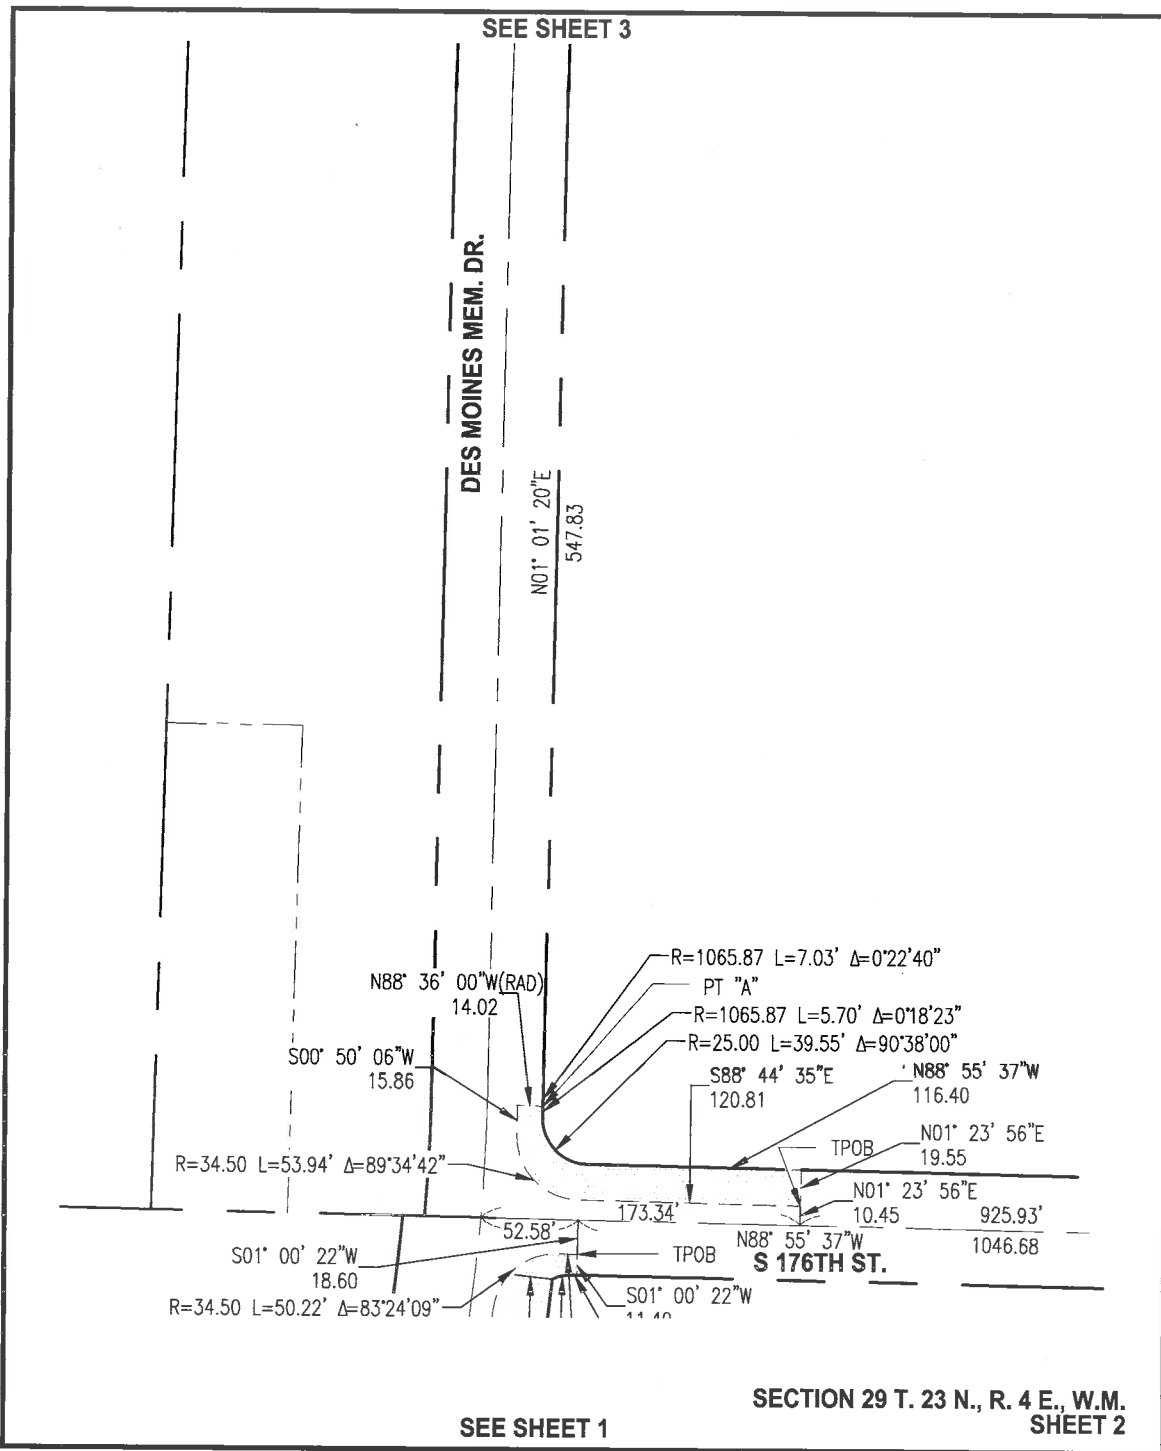 SEE SHEET 3
DES MOINES MEM. DR.
N01° 01' 20"E
547.83
R=1065.87 L=7.03' Δ=0°22'40"
N88° 36' 00"W(RAD)
14.02
PT "A"
R=1065.87 L=5.70' Δ=0°18'23"
R=25.00 L=39.55' Δ=90°38'00"
S00° 50' 06"W
15.86
S88° 44' 35"E
120.81
N88° 55' 37"W
116.40
TPOB
N01° 23' 56"E
19.55
R=34.50 L=53.94' Δ=89°34'42"
N01° 23' 56"E
10.45
173.34'
925.93'
52.58'
N88° 55' 37"W
1046.68
S01° 00' 22"W
18.60
TPOB
S 176TH ST.
R=34.50 L=50.22' Δ=83°24'09"
S01° 00' 22"W
SECTION 29 T. 23 N., R. 4 E., W.M.
SHEET 2
SEE SHEET 1